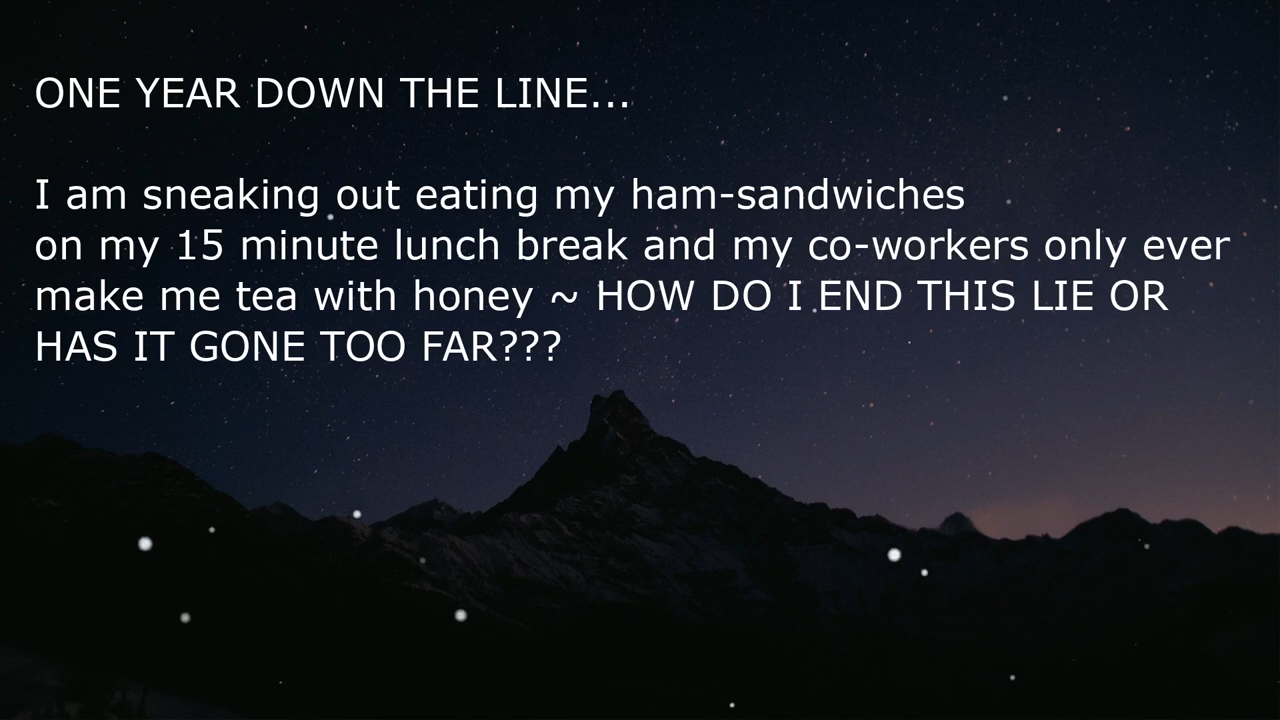 ONE YEAR DOWN THE LINE...
I am sneaking out eating my ham-sandwiches
on my 15 minute lunch break and my co-workers only ever
make me tea with honey ~ HOW DO I END THIS LIE OR
HAS IT GONE TOO FAR???